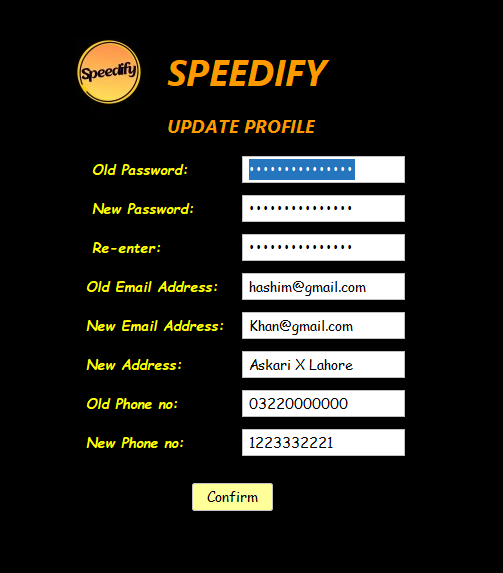 Speedify
SPEEDIFY
UPDATE PROFILE
Old Password: •••••••••••••••
New Password: •••••••••••••••
Re-enter: •••••••••••••••
Old Email Address: hashim@gmail.com
New Email Address: Khan@gmail.com
New Address: Askari X Lahore
Old Phone no: 03220000000
New Phone no: 1223332221
Confirm